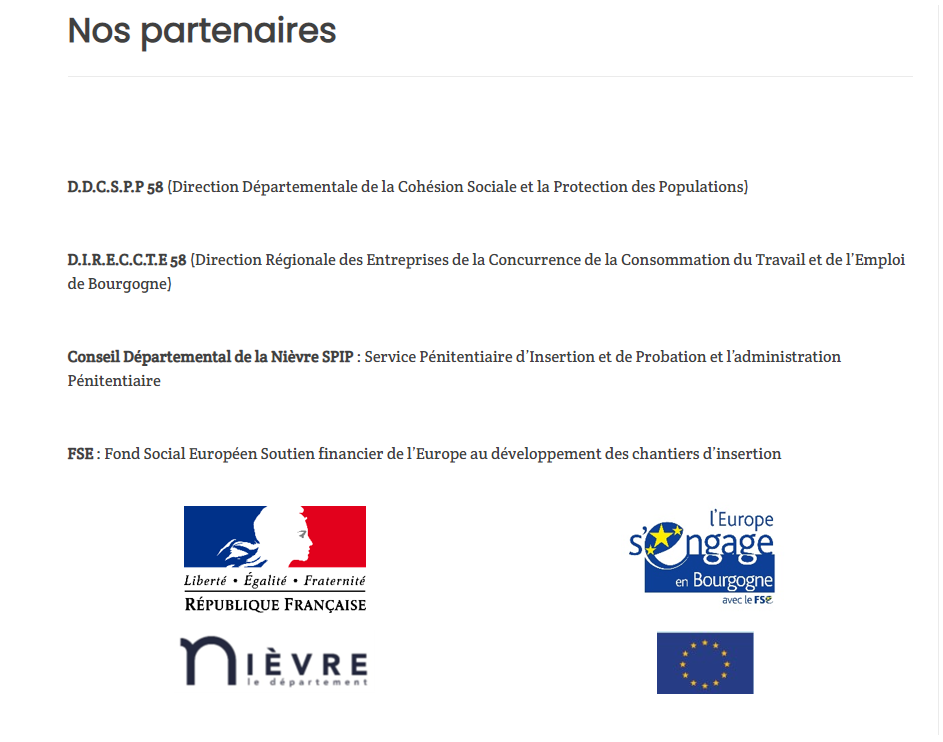 Nos partenaires
D.D.C.S.P.P 58 (Direction Départementale de la Cohésion Sociale et la Protection des Populations)
D.I.R.E.C.C.T.E 58 (Direction Régionale des Entreprises de la Concurrence de la Consommation du Travail et de l’Emploi
de Bourgogne)
Conseil Départemental de la Nièvre SPIP : Service Pénitentiaire d’Insertion et de Probation et l’administration
Pénitentiaire
FSE : Fond Social Européen Soutien financier de l’Europe au développement des chantiers d’insertion
Liberté • Égalité • Fraternité
RÉPUBLIQUE FRANÇAISE
l'Europe
s'engage
en Bourgogne
avec le FSE
NIÈVRE
le département